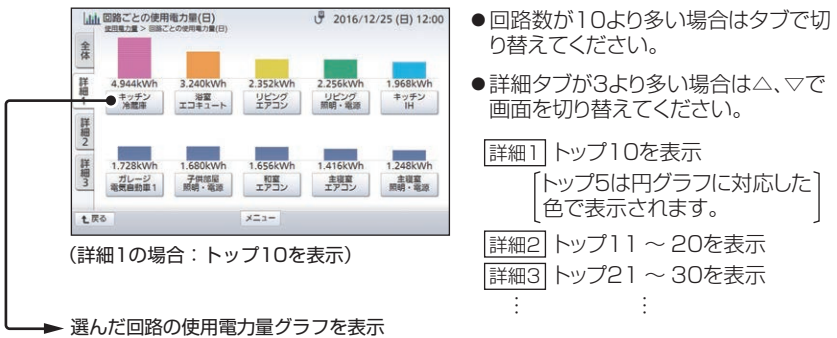 回路ごとの使用電力量(日)
使用電力量 > 回路ごとの使用電力量(日)
2016/12/25 (日) 12:00
全体
詳細1
詳細2
詳細3
4.944kWh 3.240kWh 2.352kWh 2.256kWh 1.968kWh
キッチン 浴室 リビング リビング キッチン
冷蔵庫 エコキュート エアコン 照明・電源 IH
1.728kWh 1.680kWh 1.656kWh 1.416kWh 1.248kWh
ガレージ 子供部屋 和室 主寝室 主寝室
電気自動車1 照明・電源 エアコン エアコン 照明・電源
戻る
メニュー
(詳細1の場合：トップ10を表示)
選んだ回路の使用電力量グラフを表示
●回路数が10より多い場合はタブで切
り替えてください。
●詳細タブが3より多い場合は△、▽で
画面を切り替えてください。
詳細1 トップ10を表示
[トップ5は円グラフに対応した
色で表示されます。]
詳細2 トップ11 ～ 20を表示
詳細3 トップ21 ～ 30を表示
⋮ ⋮